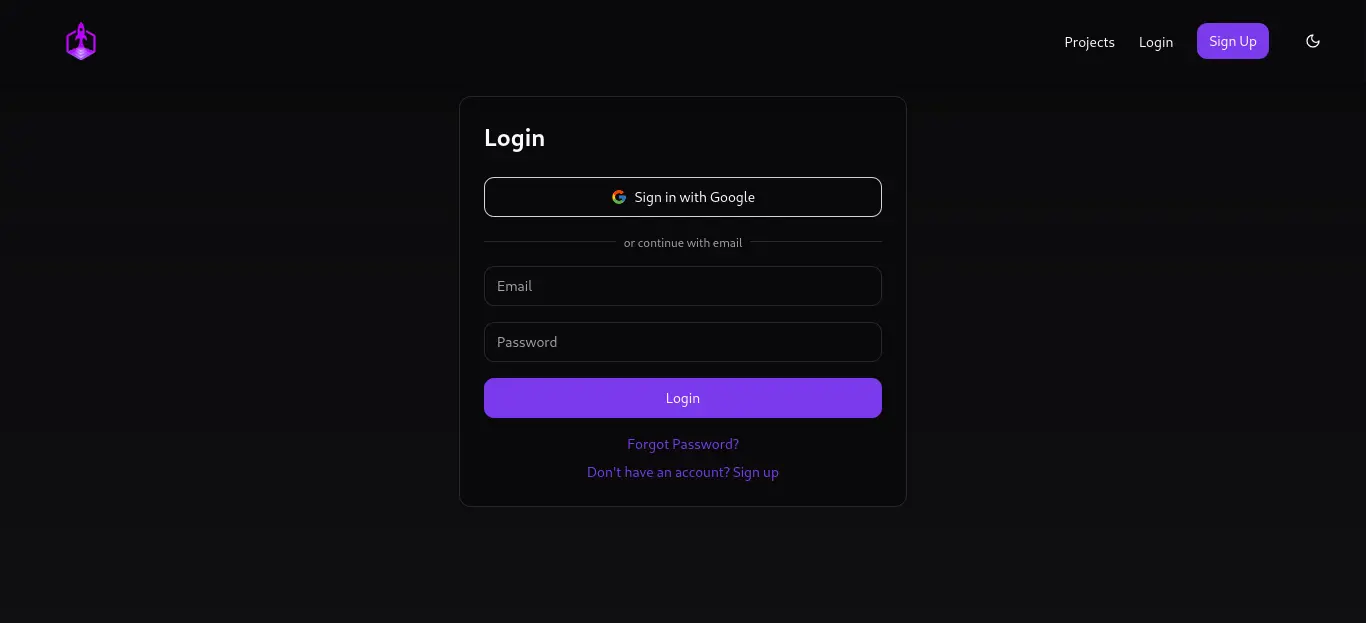 Projects
Login
Sign Up
Login
Sign in with Google
or continue with email
Email
Password
Login
Forgot Password?
Don't have an account? Sign up